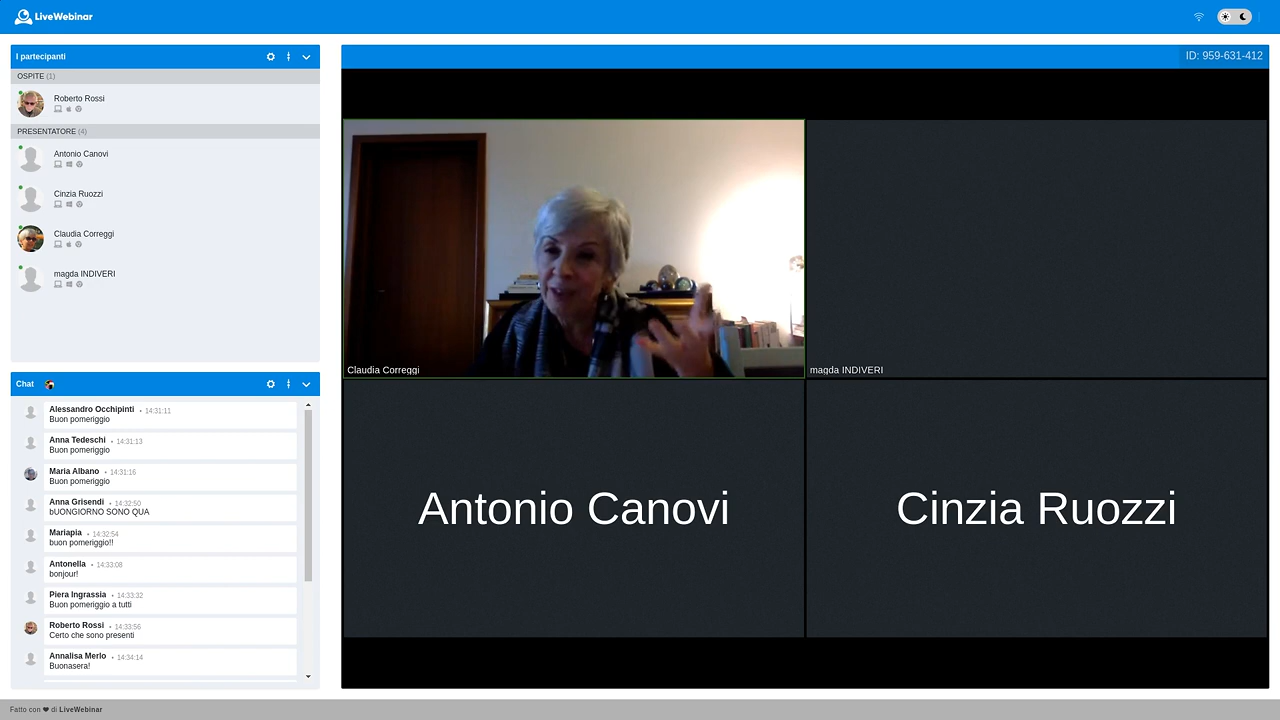 LiveWebinar
I partecipanti
OSPITE (1)
Roberto Rossi
PRESENTATORE (4)
Antonio Canovi
Cinzia Ruozzi
Claudia Correggi
magda INDIVERI
Chat
Alessandro Occhipinti • 14:31:11
Buon pomeriggio
Anna Tedeschi • 14:31:13
Buon pomeriggio
Maria Albano • 14:31:16
Buon pomeriggio
Anna Grisendi • 14:32:50
bUONGIORNO SONO QUA
Mariapia • 14:32:54
buon pomeriggio!!
Antonella • 14:33:08
bonjour!
Piera Ingrassia • 14:33:32
Buon pomeriggio a tutti
Roberto Rossi • 14:33:56
Certo che sono presenti
Annalisa Merlo • 14:34:14
Buonasera!
ID: 959-631-412
Claudia Correggi
magda INDIVERI
Antonio Canovi
Cinzia Ruozzi
Fatto con ❤ di LiveWebinar